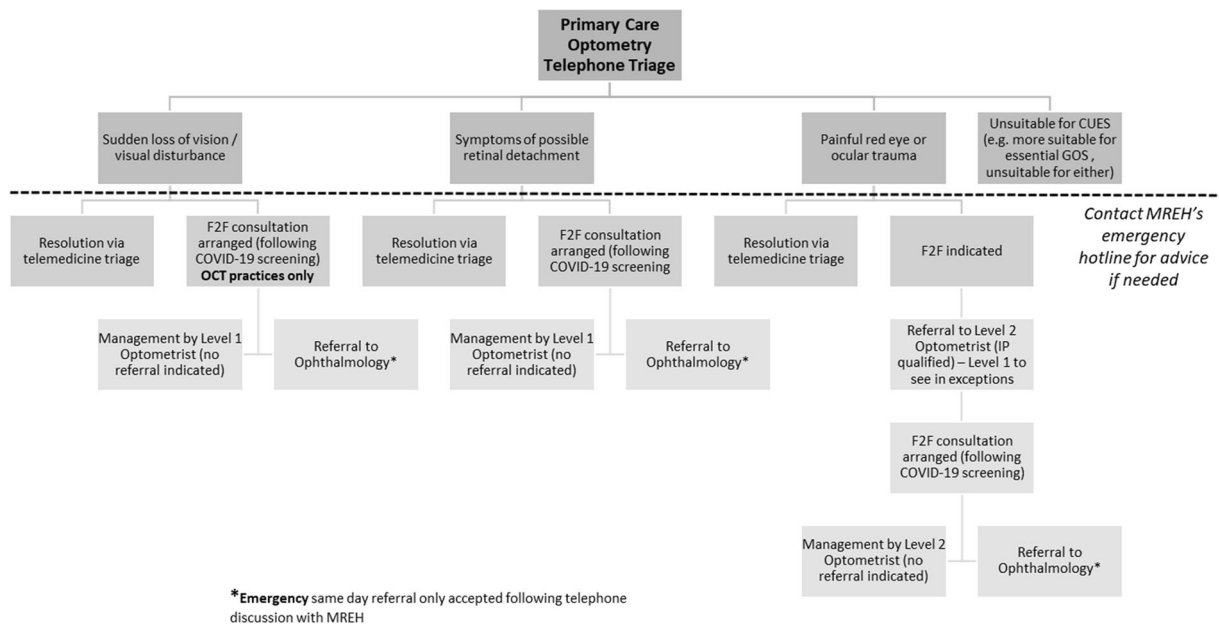 Primary Care
Optometry
Telephone Triage
Sudden loss of vision /
visual disturbance
Symptoms of possible
retinal detachment
Painful red eye or
ocular trauma
Unsuitable for CUES
(e.g. more suitable for
essential GOS ,
unsuitable for either)
Resolution via
telemedicine triage
F2F consultation
arranged (following
COVID-19 screening)
OCT practices only
Resolution via
telemedicine triage
F2F consultation
arranged (following
COVID-19 screening
Resolution via
telemedicine triage
F2F indicated
Contact MREH's
emergency
hotline for advice
if needed
Management by Level 1
Optometrist (no
referral indicated)
Referral to
Ophthalmology*
Management by Level 1
Optometrist (no
referral indicated)
Referral to
Ophthalmology*
Referral to Level 2
Optometrist (IP
qualified) – Level 1 to
see in exceptions
F2F consultation
arranged (following
COVID-19 screening)
Management by Level 2
Optometrist (no
referral indicated)
Referral to
Ophthalmology*
*Emergency same day referral only accepted following telephone
discussion with MREH